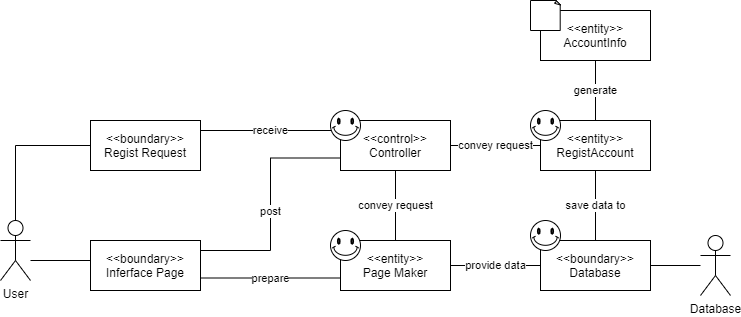 <<entity>>
AccountInfo
generate
<<boundary>>
Regist Request
receive
<<control>>
Controller
convey request
<<entity>>
RegistAccount
post
convey request
save data to
<<boundary>>
Inferface Page
prepare
<<entity>>
Page Maker
provide data
<<boundary>>
Database
User
Database